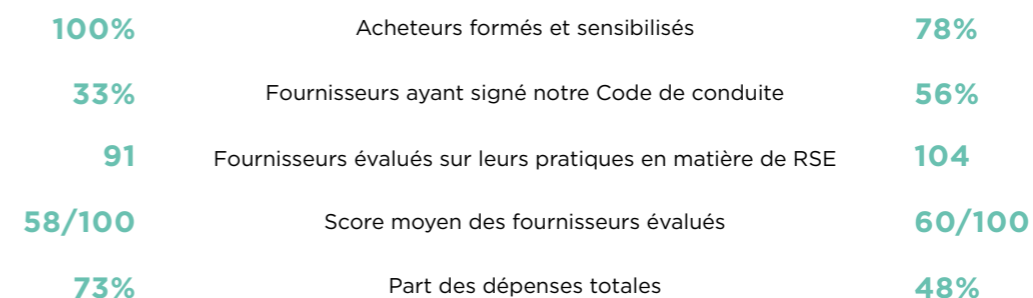 100% Acheteurs formés et sensibilisés 78%
33% Fournisseurs ayant signé notre Code de conduite 56%
91 Fournisseurs évalués sur leurs pratiques en matière de RSE 104
58/100 Score moyen des fournisseurs évalués 60/100
73% Part des dépenses totales 48%